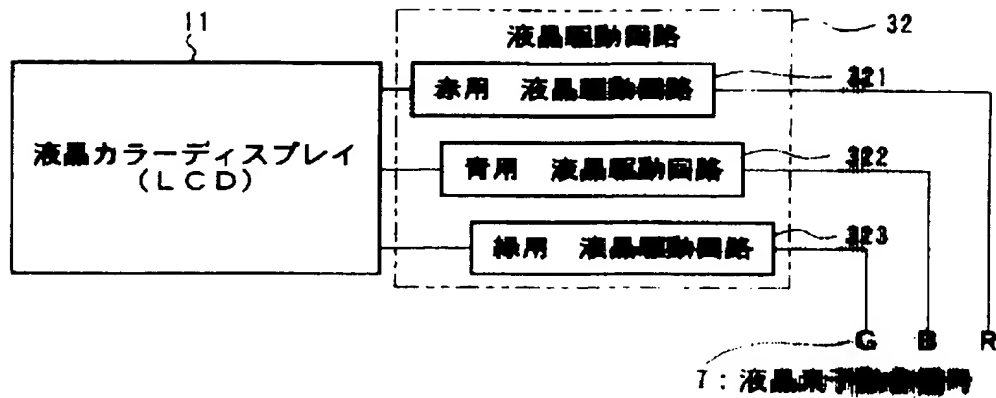 11
32
液晶駆動回路
赤用 液晶駆動回路
321
液晶カラーディスプレイ
(LCD)
青用 液晶駆動回路
322
緑用 液晶駆動回路
323
G B R
7:液晶